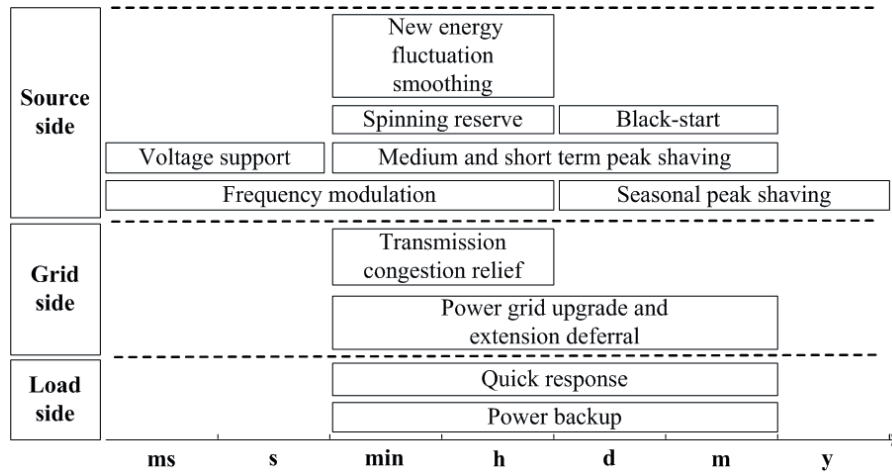 Source
side
New energy
fluctuation
smoothing
Spinning reserve
Black-start
Voltage support
Medium and short term peak shaving
Frequency modulation
Seasonal peak shaving
Grid
side
Transmission
congestion relief
Power grid upgrade and
extension deferral
Load
side
Quick response
Power backup
ms s min h d m y